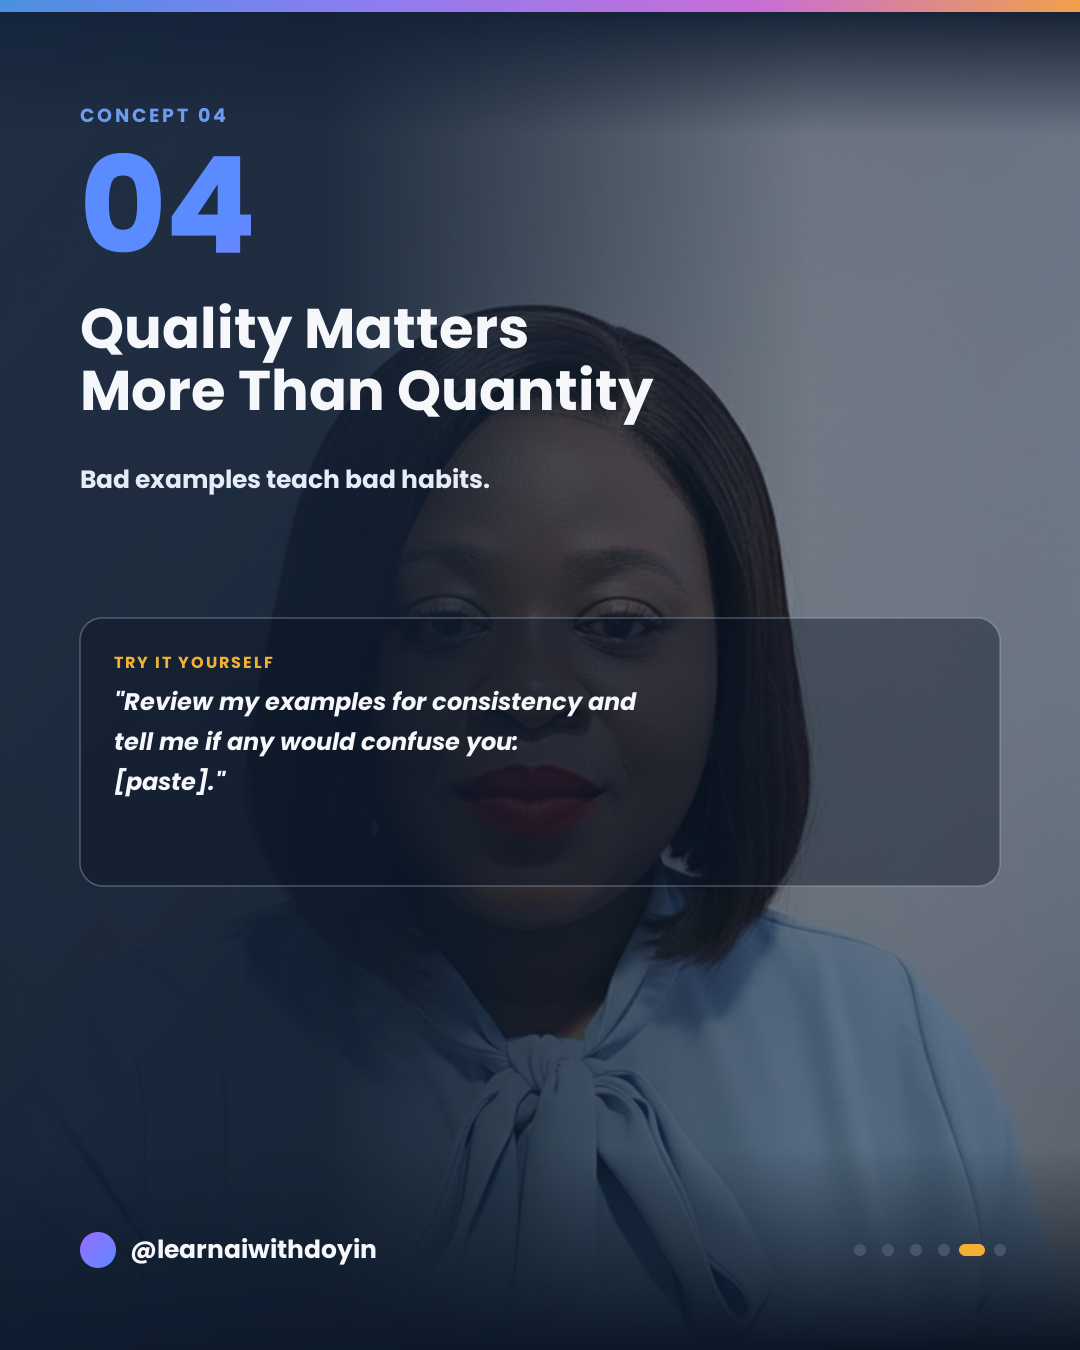 CONCEPT 04
04
Quality Matters
More Than Quantity
Bad examples teach bad habits.
TRY IT YOURSELF
"Review my examples for consistency and
tell me if any would confuse you:
[paste]."
@learnaiwithdoyin